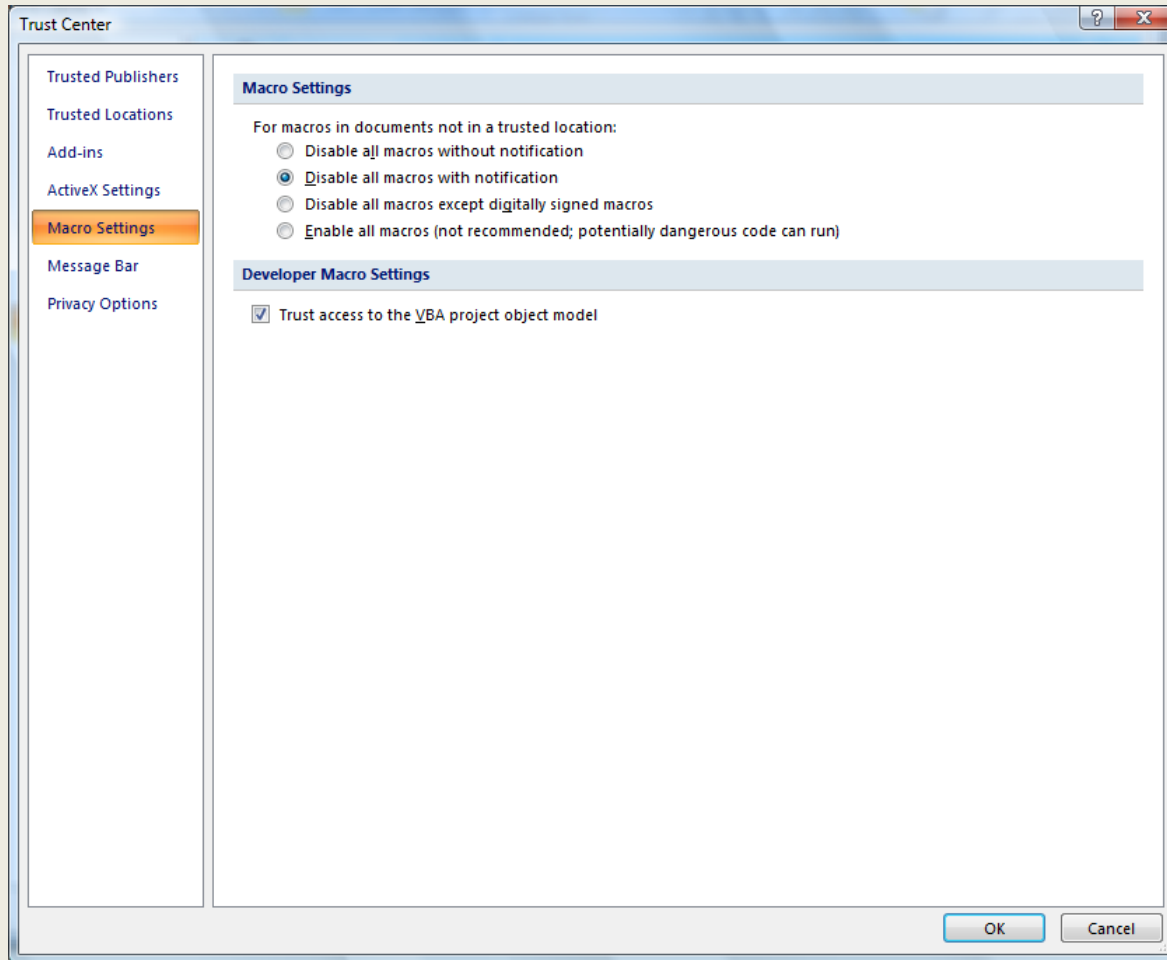 Trust Center
Trusted Publishers
Trusted Locations
Add-ins
ActiveX Settings
Macro Settings
Message Bar
Privacy Options
Macro Settings
For macros in documents not in a trusted location:
Disable all macros without notification
Disable all macros with notification
Disable all macros except digitally signed macros
Enable all macros (not recommended; potentially dangerous code can run)
Developer Macro Settings
Trust access to the VBA project object model
OK Cancel